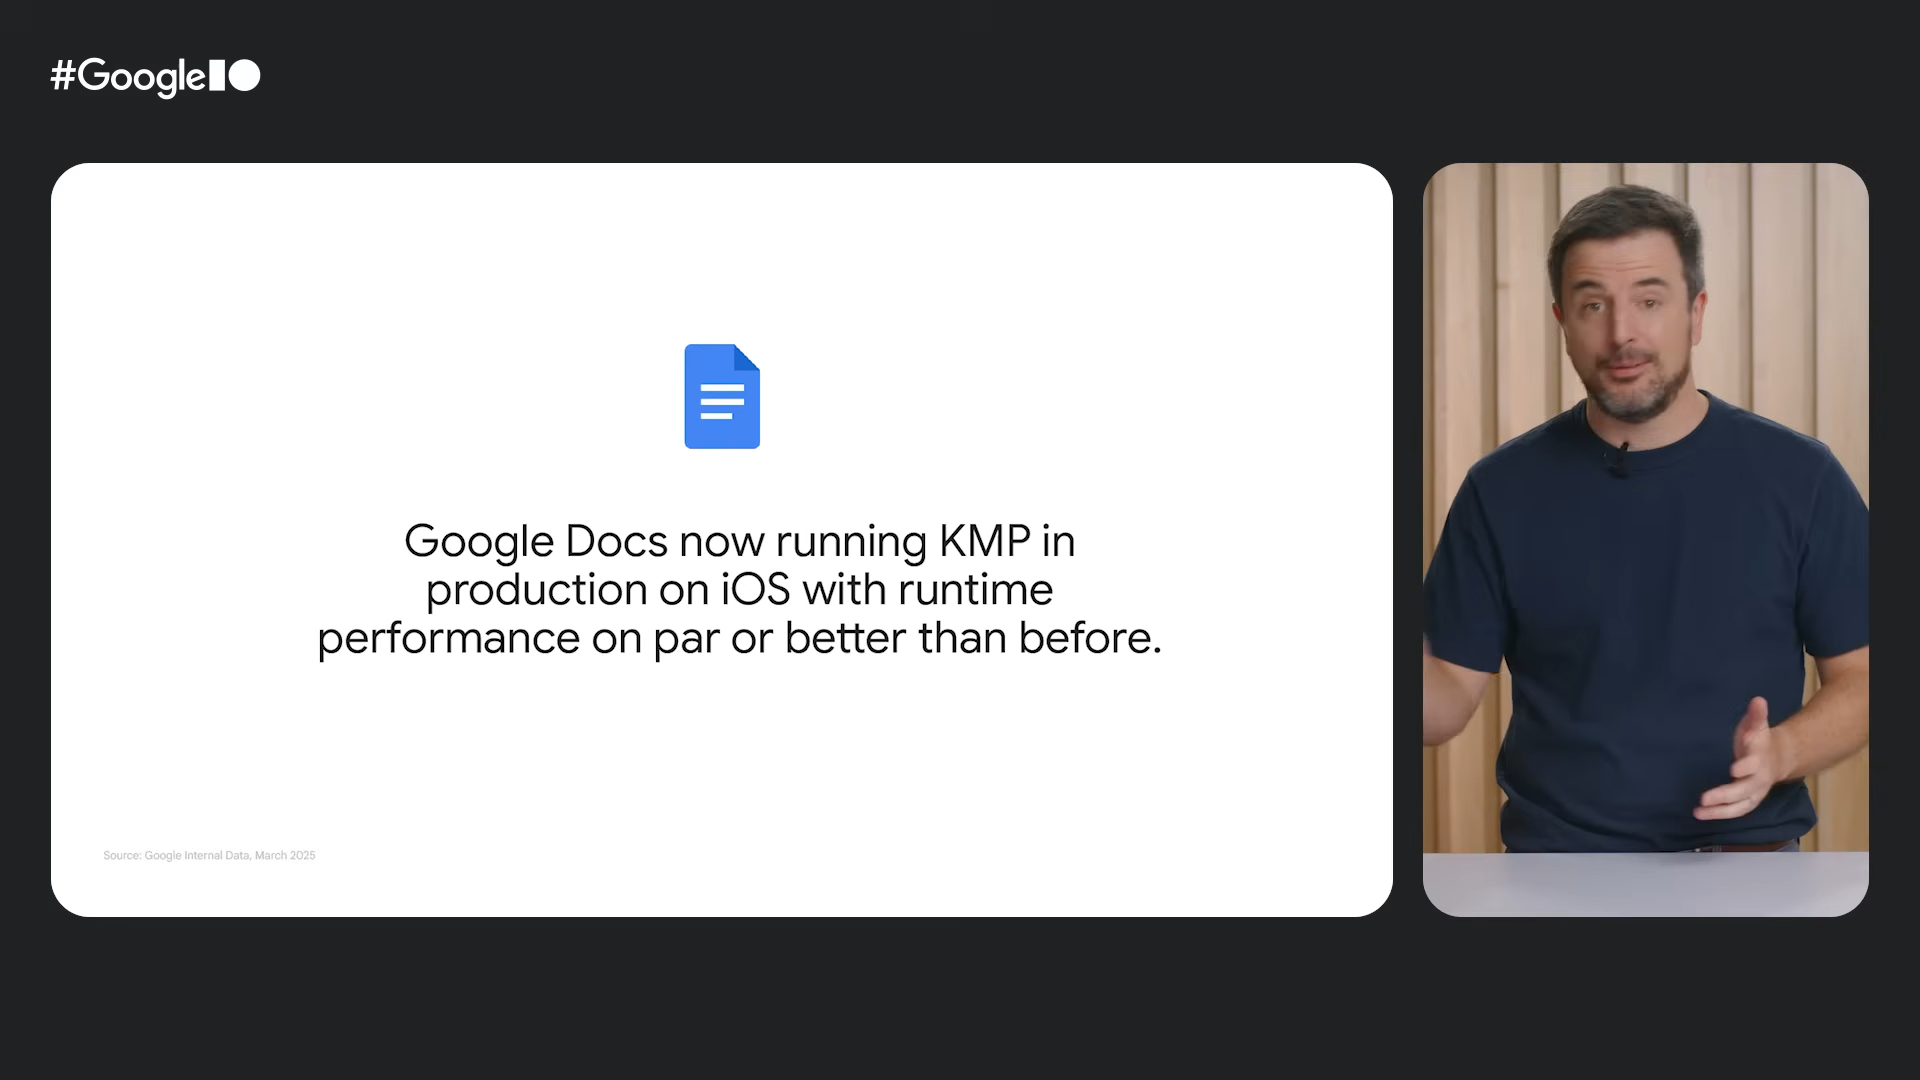 #GoogleIO
Google Docs now running KMP in
production on iOS with runtime
performance on par or better than before.
Source: Google Internal Data, March 2025